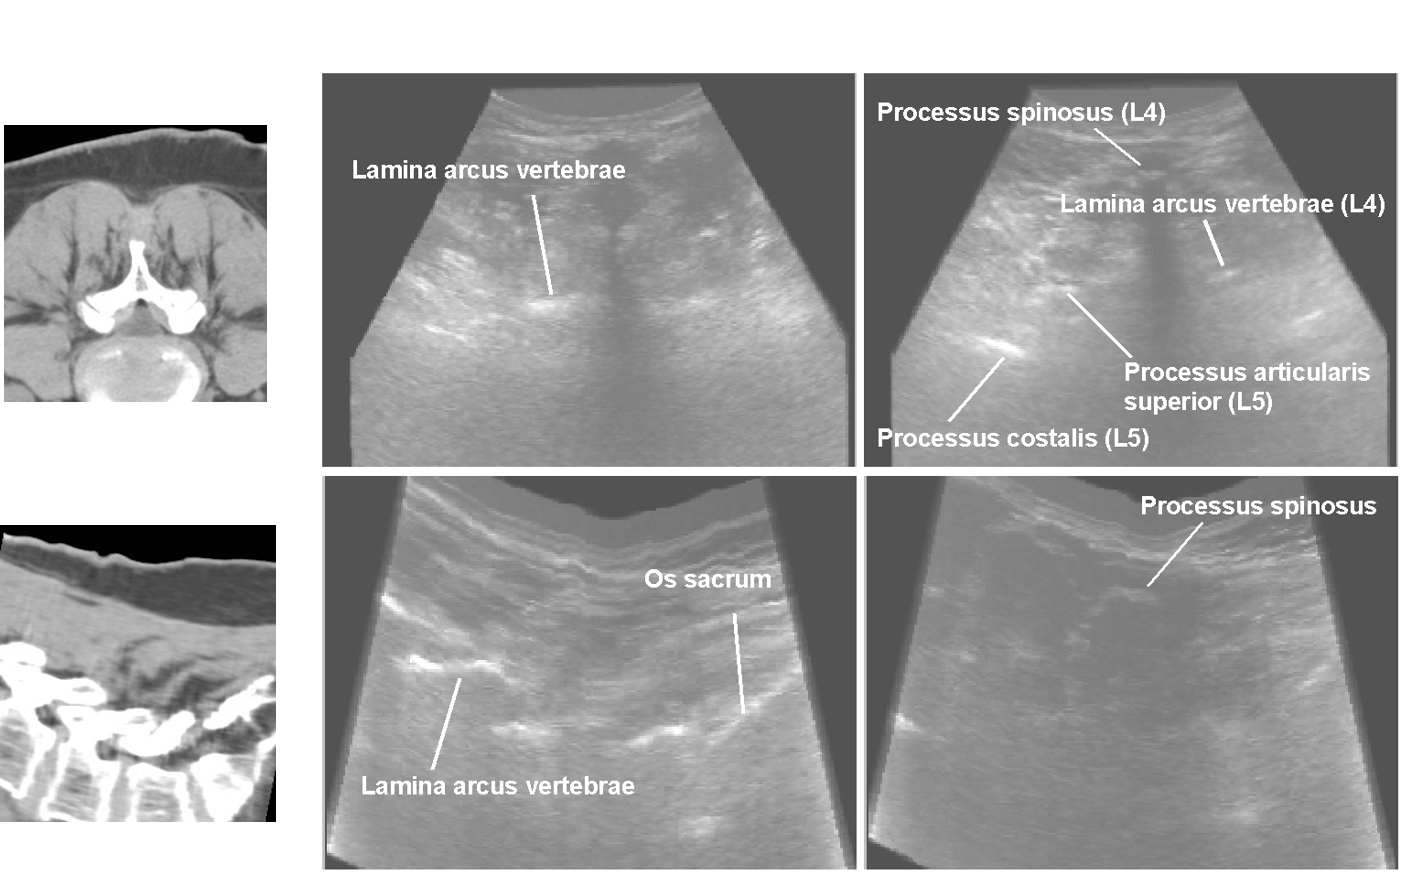 Lamina arcus vertebrae
Processus spinosus (L4)
Lamina arcus vertebrae (L4)
Processus articularis
superior (L5)
Processus costalis (L5)
Os sacrum
Lamina arcus vertebrae
Processus spinosus